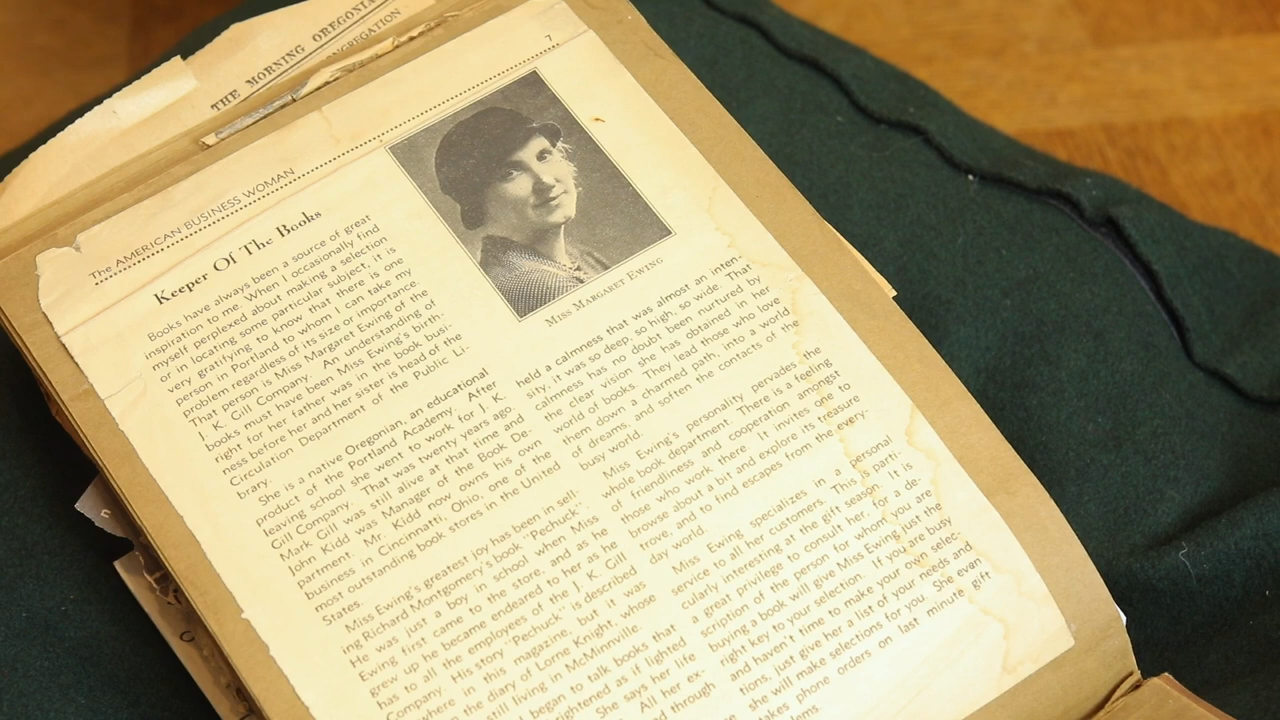 THE MORNING OREGONIA
The AMERICAN BUSINESS WOMAN
7
Keeper Of The Books
Books have always been a source of great
inspiration to me. When I occasionally find
myself perplexed about making a selection
or in locating some particular subject, it is
very gratifying to know that there is one
person in Portland to whom I can take my
problem regardless of its size or importance.
That person is Miss Margaret Ewing of the
J. K. Gill Company. An understanding of
books must have been Miss Ewing's birth-
right for her father was in the book busi-
ness before her and her sister is head of the
Circulation Department of the Public Li-
brary.
She is a native Oregonian, an educational
product of the Portland Academy. After
leaving school she went to work for J. K.
Gill Company. That was twenty years ago.
Mark Gill was still alive at that time and
John Kidd was Manager of the Book De-
partment. Mr. Kidd now owns his own
business in Cincinnatti, Ohio, one of the
most outstanding book stores in the United
States.
Miss Ewing's greatest joy has been in sell-
ing Richard Montgomery's book "Pechuck".
He was just a boy in school when Miss
Ewing first came to the store, and as he
grew up he became endeared to her as he
has to all the employees of the J. K. Gill
Company. His story "Pechuck" is described
where in this magazine, but it was
the diary of Lorne Knight, whose
still living in McMinnville.
began to talk books that
brightened as if lighted
She says her life
All her ex-
through
MISS MARGARET EWING
held a calmness that was almost inten-
sity, it was so deep, so high, so wide. That
calmness has no doubt been nurtured by
the clear vision she has obtained in her
world of books. They lead those who love
them down a charmed path, into a world
of dreams, and soften the contacts of the
busy world.
Miss Ewing's personality pervades the
whole book department. There is a feeling
of friendliness and cooperation amongst
those who work there. It invites one to
browse about a bit and explore its treasure
trove, and to find escapes from the every-
day world.
Miss Ewing specializes in a personal
service to all her customers. This is parti-
cularly interesting at the gift season. It is
a great privilege to consult her, for a de-
scription of the person for whom you are
buying a book will give Miss Ewing just the
right key to your selection. If you are busy
and haven't time to make your own selec-
tions, just give her a list of your needs and
she will make selections for you. She even
takes phone orders on last minute gift